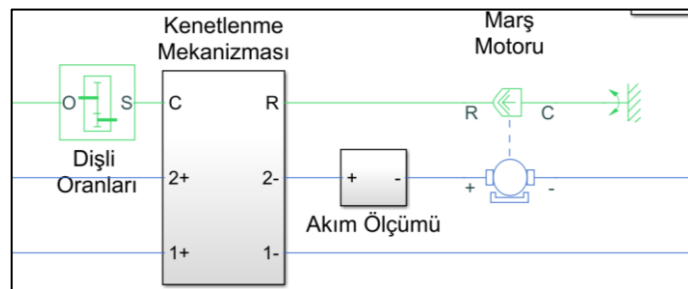 Kenetlenme
Mekanizması
Marş
Motoru
O S
C R
R C
Dişli
Oranları
2+ 2-
+ -
+ -
Akım Ölçümü
1+ 1-